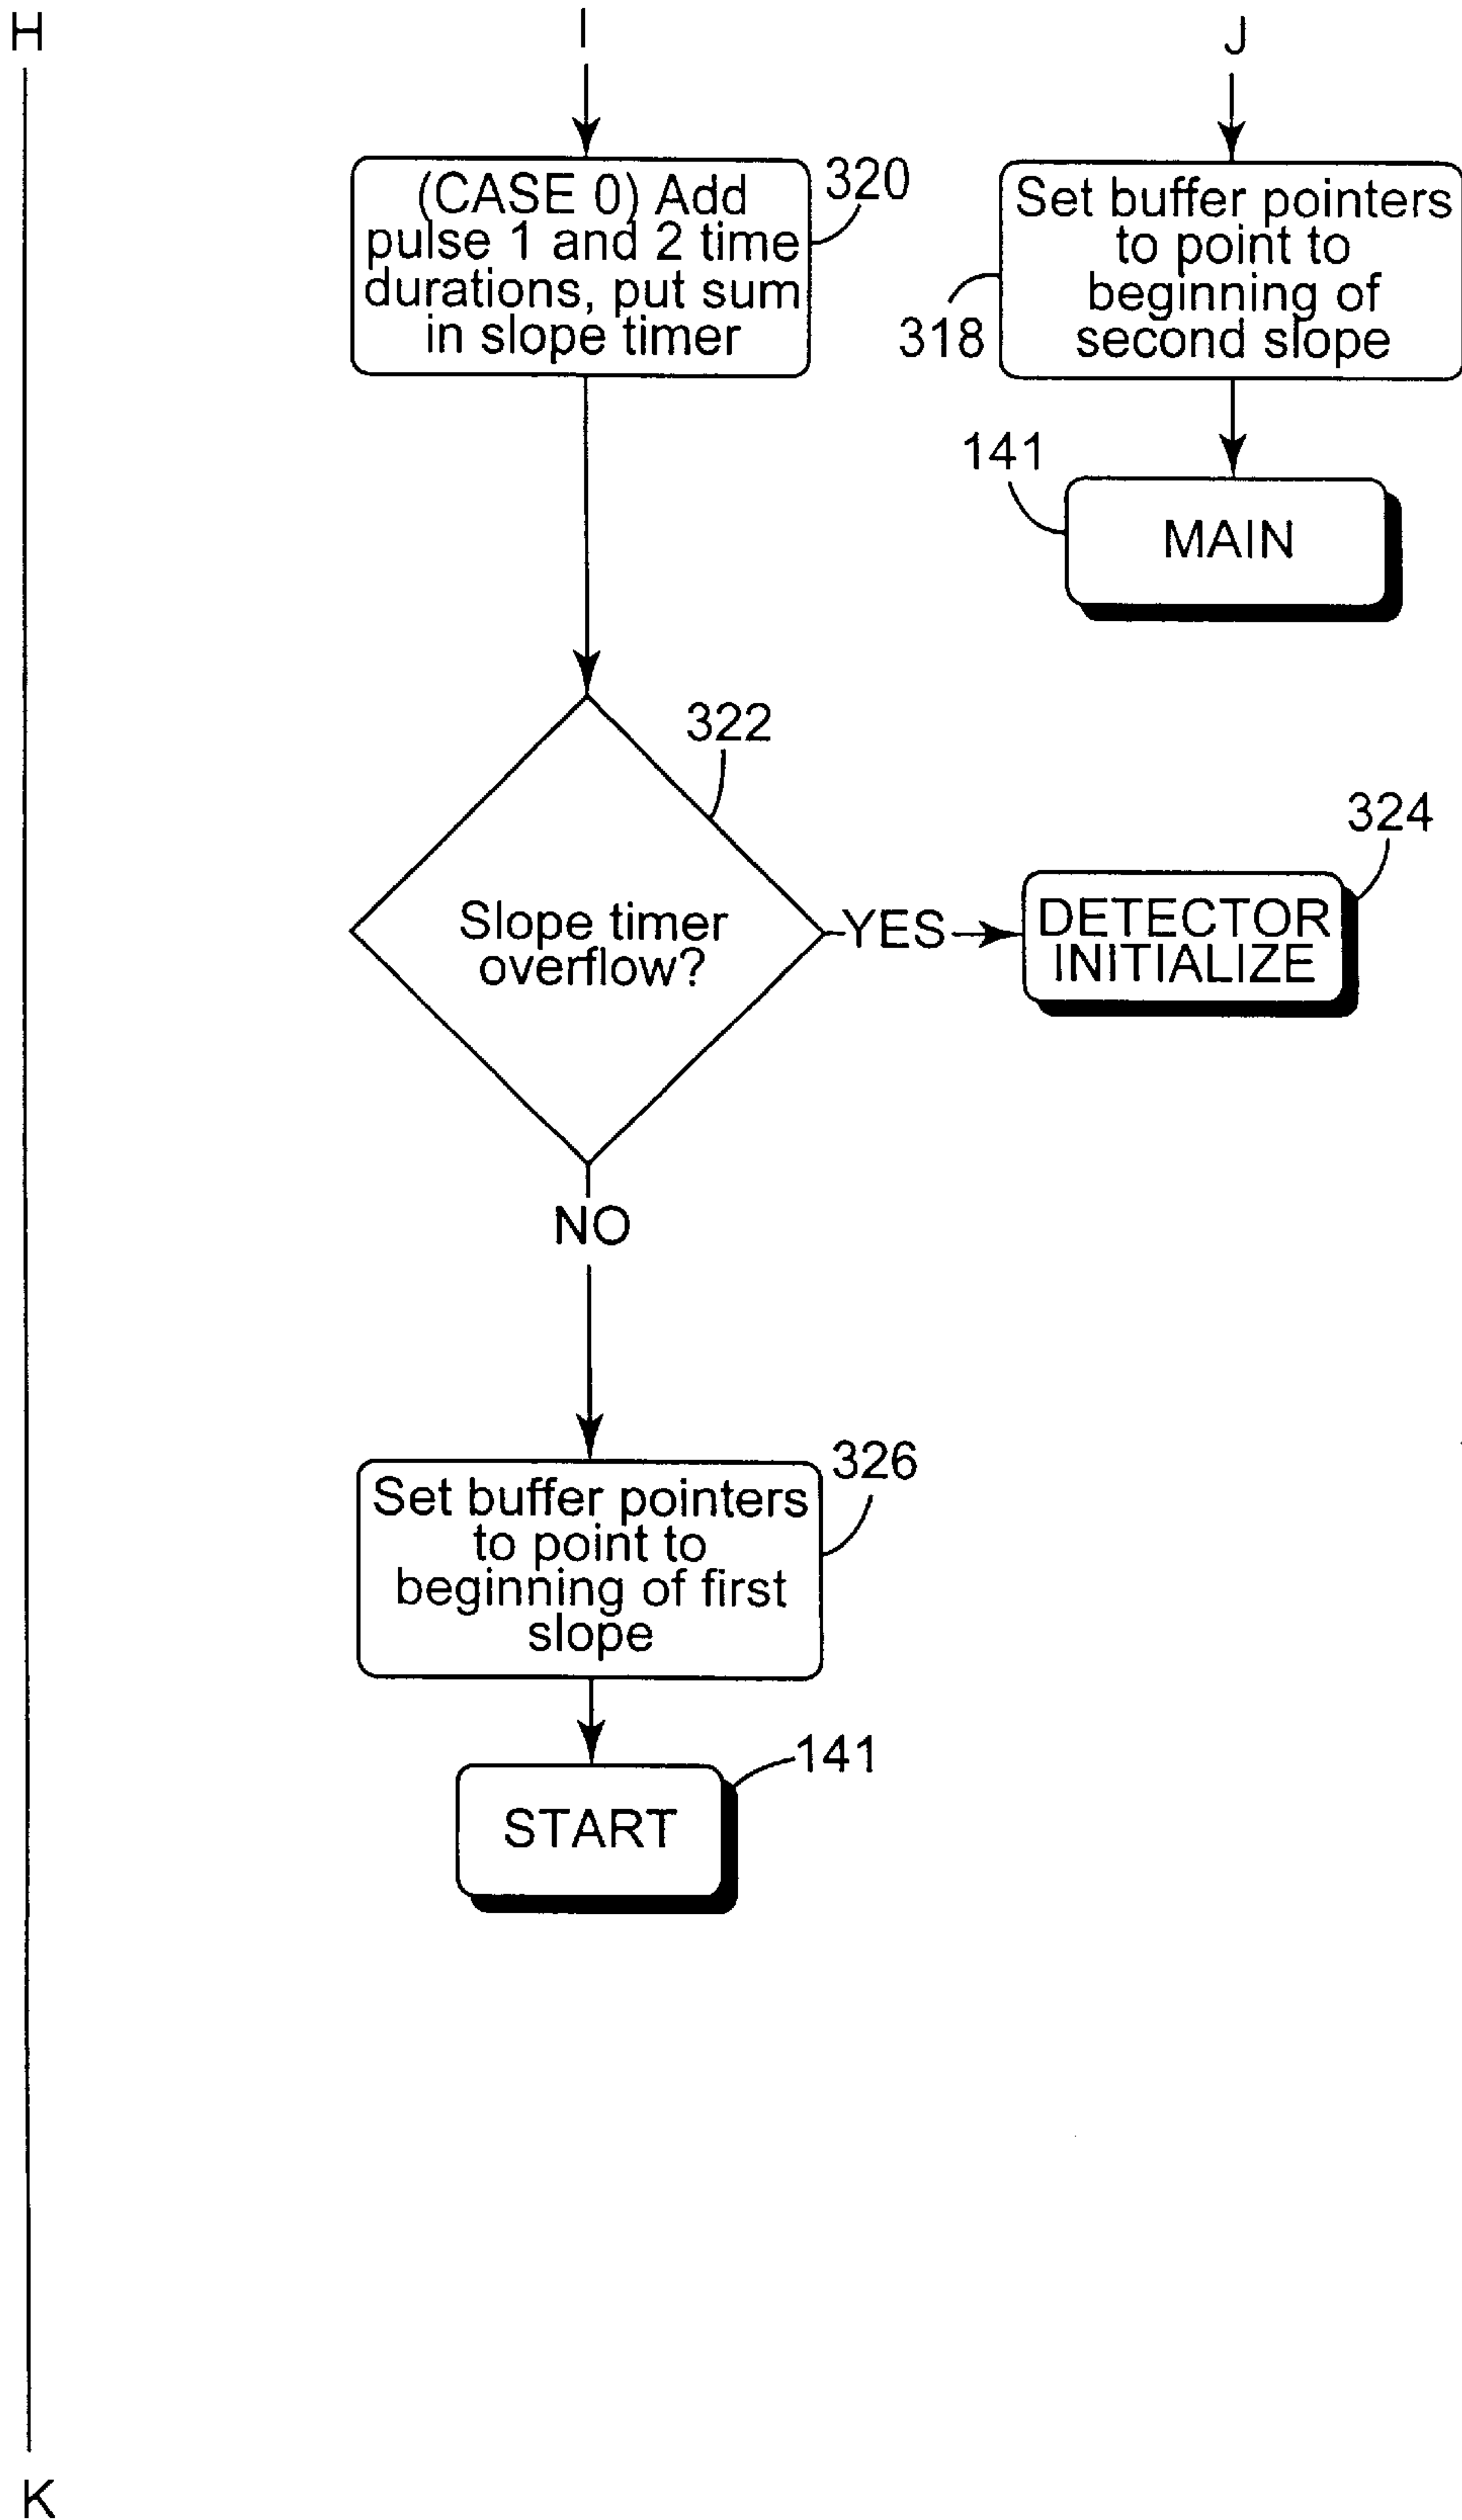 H
I
J
(CASE 0) Add
pulse 1 and 2 time
durations, put sum
in slope timer
320
Set buffer pointers
to point to
beginning of
second slope
318
141
MAIN
322
Slope timer
overflow?
YES
324
DETECTOR
INITIALIZE
NO
326
Set buffer pointers
to point to
beginning of first
slope
141
START
K